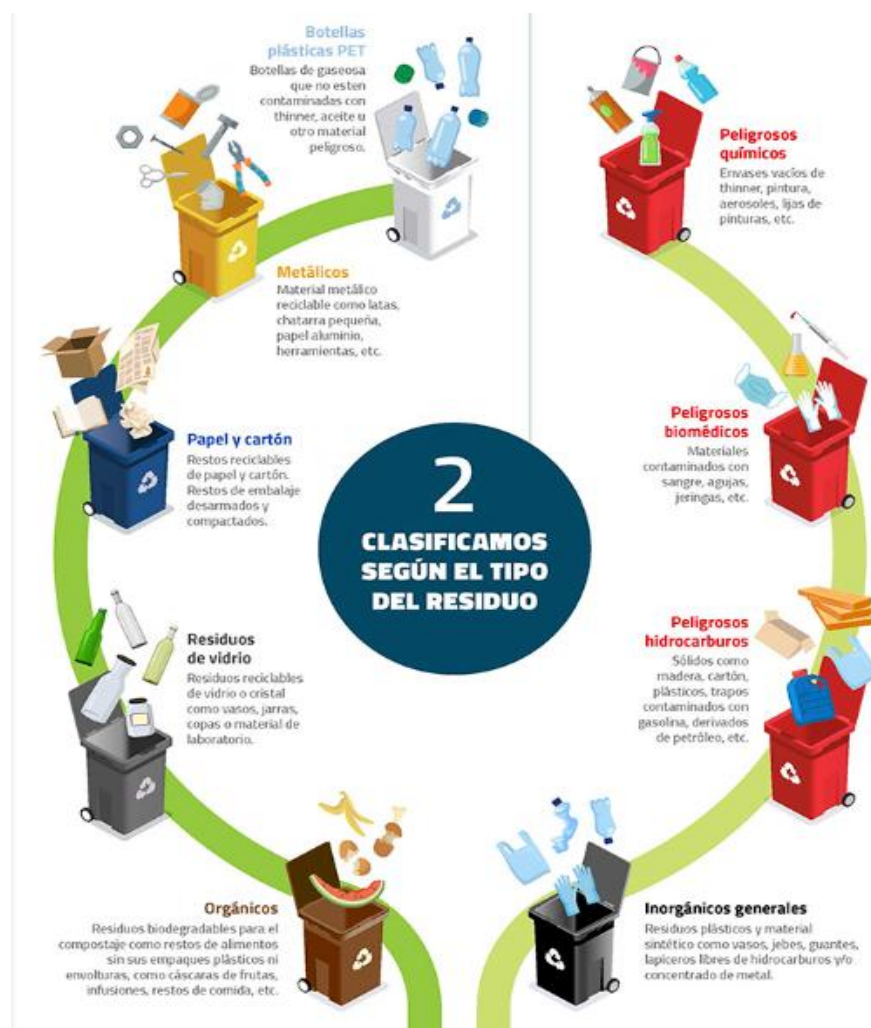 Botellas
plásticas PET
Botellas de gaseosa
que no esten
contaminadas con
thinner, aceite u
otro material
peligroso.
Metálicos
Material metálico
reciclable como latas,
chatarra pequeña,
papel aluminio,
herramientas, etc.
Papel y cartón
Restos reciclables
de papel y cartón.
Restos de embalaje
desarmados y
compactados.
Residuos
de vidrio
Residuos reciclables
de vidrio o cristal
como vasos, jarras,
copas o material de
laboratorio.
Orgánicos
Residuos biodegradables para el
compostaje como restos de alimentos
sin sus empaques plásticos ni
envolturas, como cáscaras de frutas,
infusiones, restos de comida, etc.
2
CLASIFICAMOS
SEGÚN EL TIPO
DEL RESIDUO
Peligrosos
químicos
Envases vacíos de
thinner, pintura,
aerosoles, lijas de
pinturas, etc.
Peligrosos
biomédicos
Materiales
contaminados con
sangre, agujas,
jeringas, etc.
Peligrosos
hidrocarburos
Sólidos como
madera, cartón,
plásticos, trapos
contaminados con
gasolina, derivados
de petróleo, etc.
Inorgánicos generales
Residuos plásticos y material
sintético como vasos, jebes, guantes,
lapiceros libres de hidrocarburos y/o
concentrado de metal.